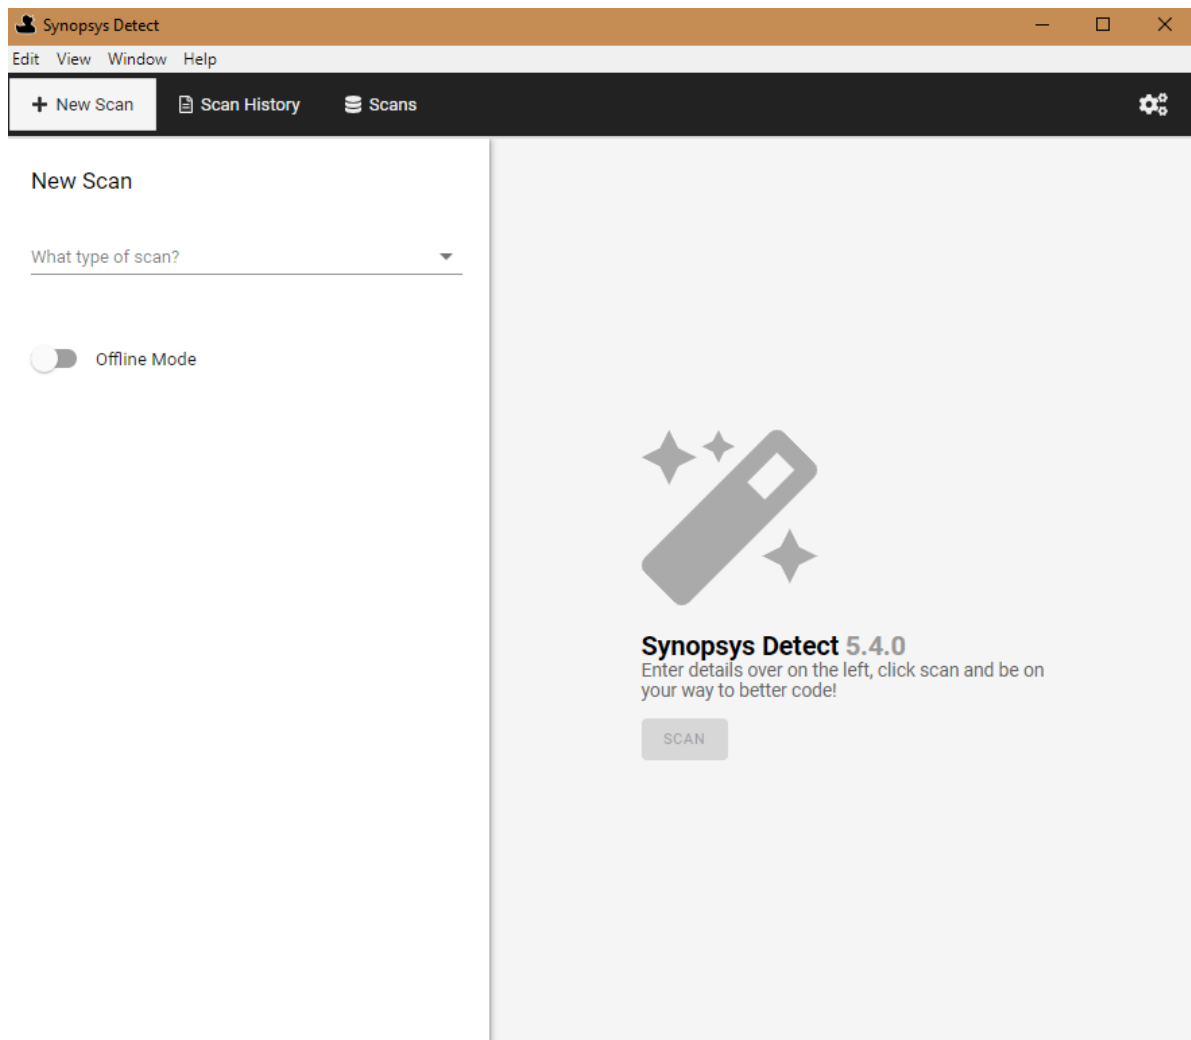 Synopsys Detect
Edit View Window Help
New Scan Scan History Scans
New Scan
What type of scan?
Offline Mode
Synopsys Detect 5.4.0
Enter details over on the left, click scan and be on
your way to better code!
SCAN